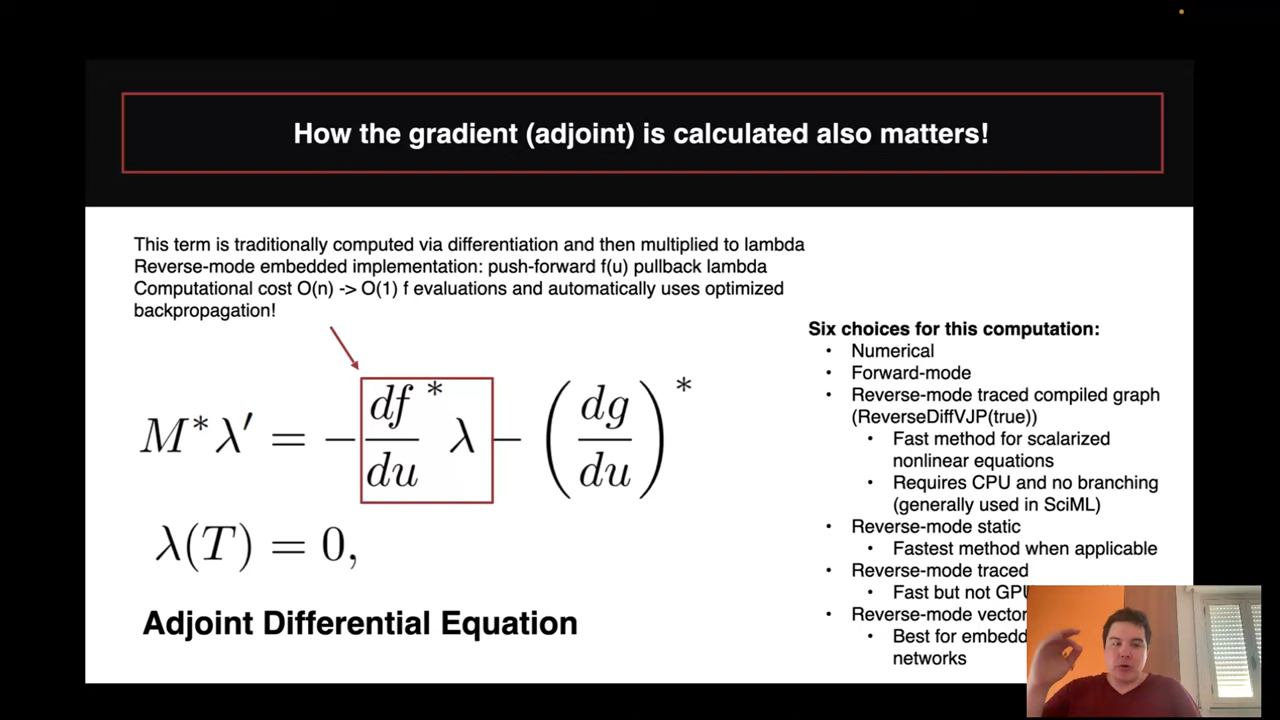 How the gradient (adjoint) is calculated also matters!
This term is traditionally computed via differentiation and then multiplied to lambda
Reverse-mode embedded implementation: push-forward f(u) pullback lambda
Computational cost O(n) -> O(1) f evaluations and automatically uses optimized
backpropagation!
M*λ′ = −df/du* λ − (dg/du)*
λ(T) = 0,
Adjoint Differential Equation
Six choices for this computation:
• Numerical
• Forward-mode
• Reverse-mode traced compiled graph
(ReverseDiffVJP(true))
• Fast method for scalarized
nonlinear equations
• Requires CPU and no branching
(generally used in SciML)
• Reverse-mode static
• Fastest method when applicable
• Reverse-mode traced
• Fast but not
• Reverse-mode
• Best for
networks